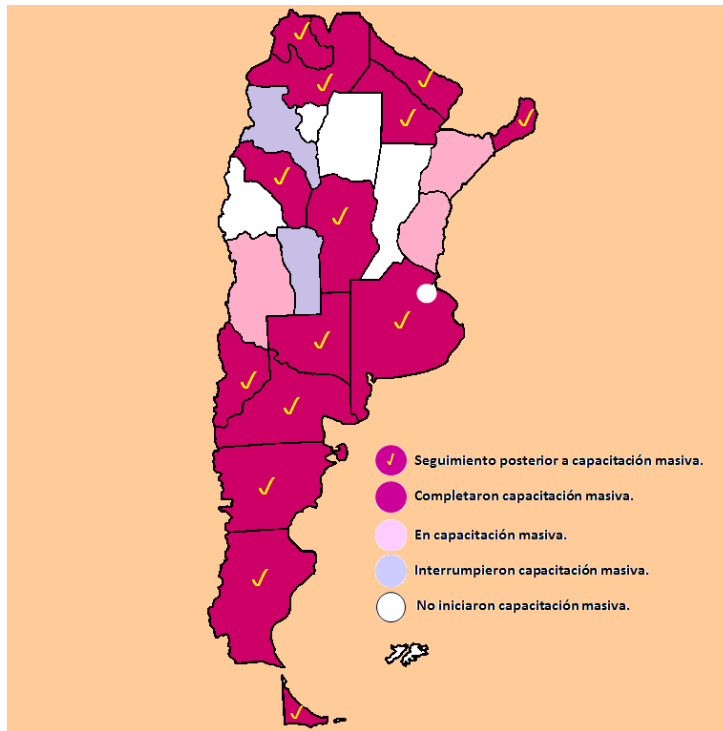 Seguimiento posterior a capacitación masiva.
Completaron capacitación masiva.
En capacitación masiva.
Interrumpieron capacitación masiva.
No iniciaron capacitación masiva.